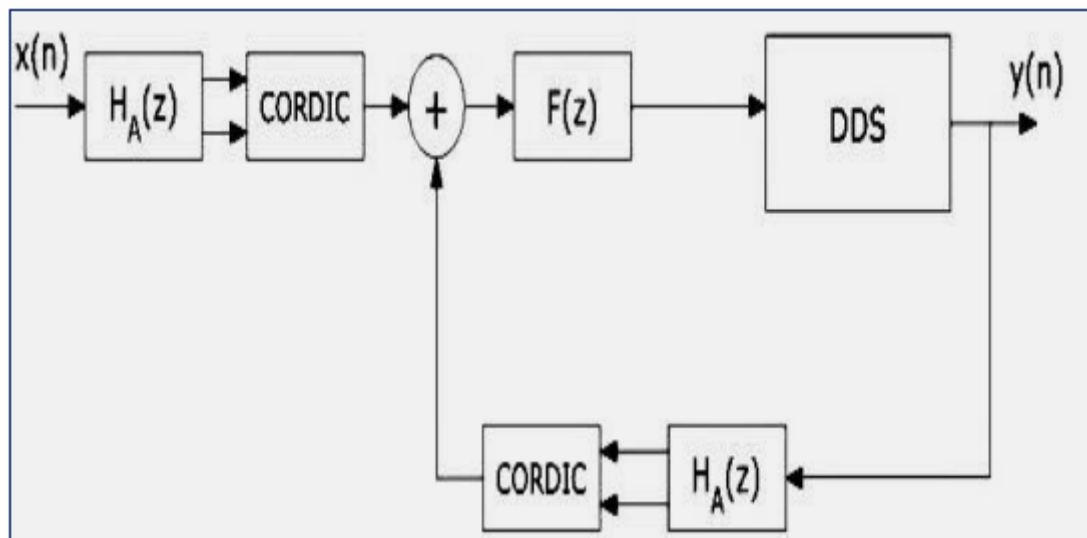 x(n)
H_A(z)
CORDIC
+
F(z)
DDS
y(n)
CORDIC
H_A(z)